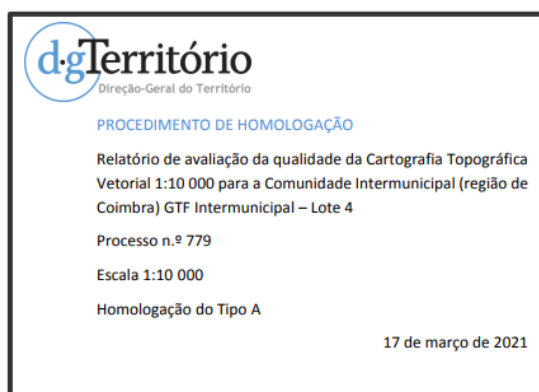 d·gTerritório
Direção-Geral do Território
PROCEDIMENTO DE HOMOLOGAÇÃO
Relatório de avaliação da qualidade da Cartografia Topográfica
Vetorial 1:10 000 para a Comunidade Intermunicipal (região de
Coimbra) GTF Intermunicipal – Lote 4
Processo n.º 779
Escala 1:10 000
Homologação do Tipo A
17 de março de 2021